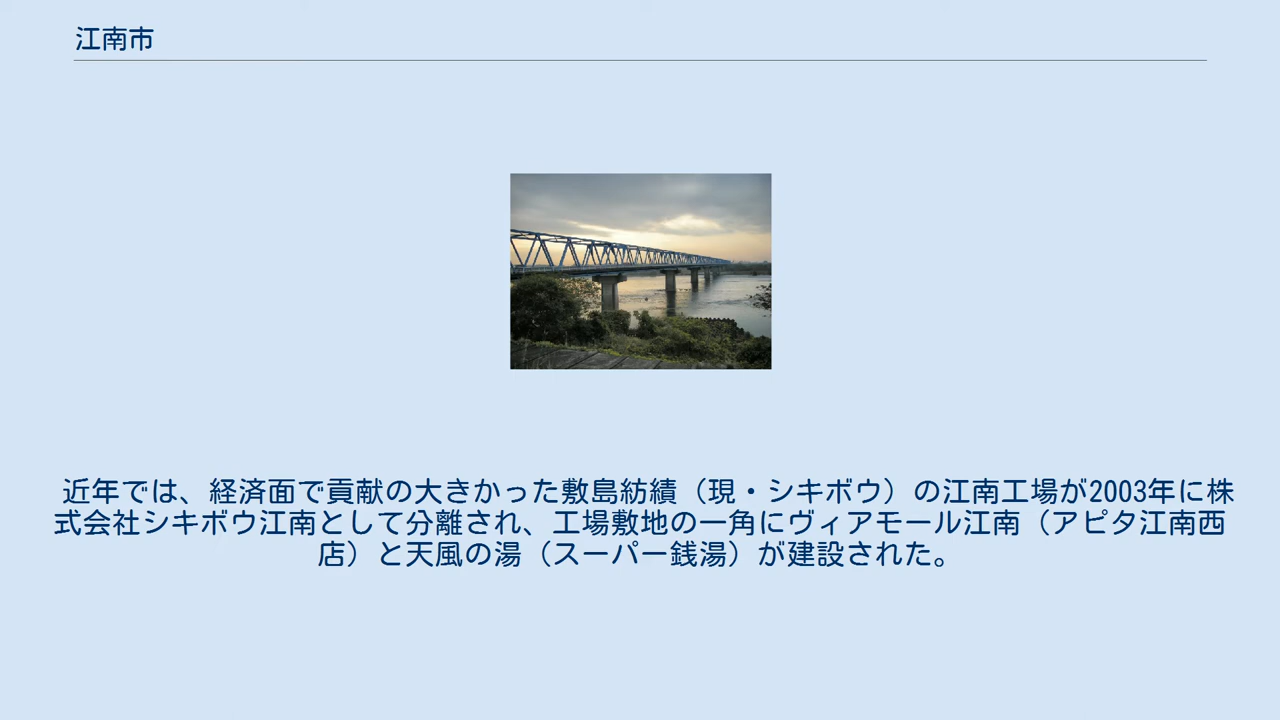 江南市
近年では、経済面で貢献の大きかった敷島紡績（現・シキボウ）の江南工場が2003年に株
式会社シキボウ江南として分離され、工場敷地の一角にヴィアモール江南（アピタ江南西
店）と天風の湯（スーパー銭湯）が建設された。